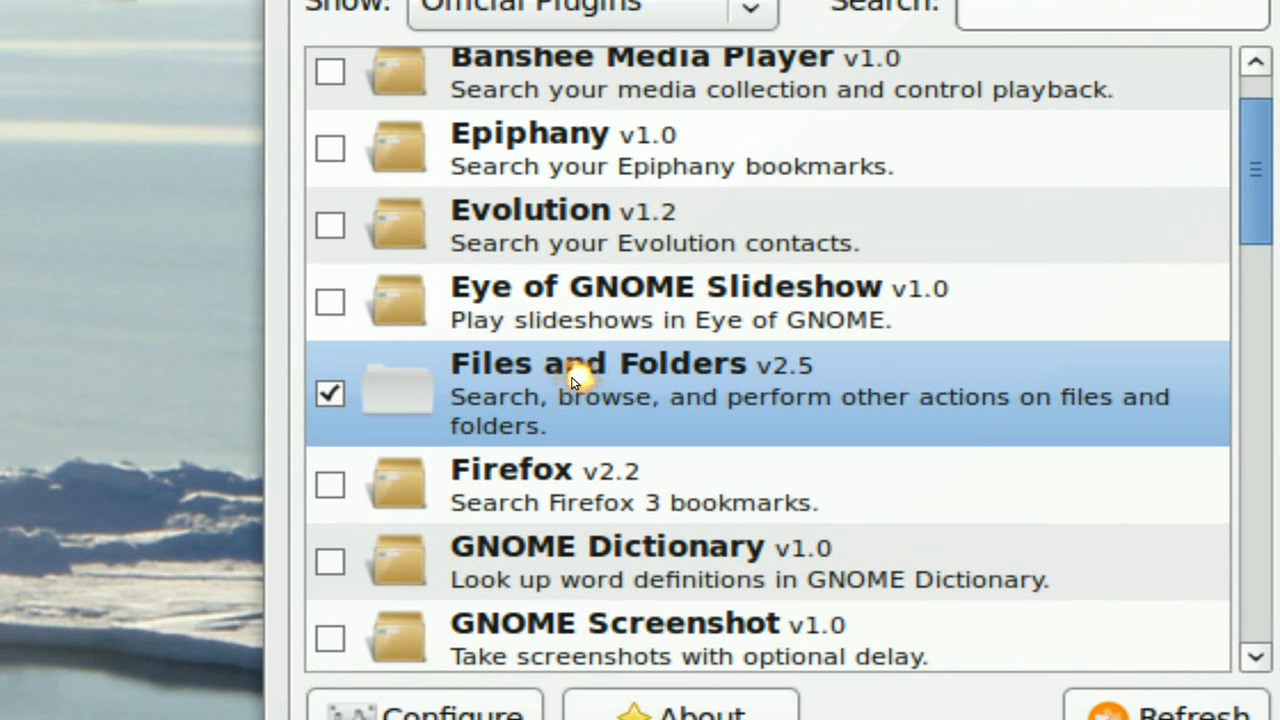 Show: Official Plugins Search:
Banshee Media Player v1.0
Search your media collection and control playback.
Epiphany v1.0
Search your Epiphany bookmarks.
Evolution v1.2
Search your Evolution contacts.
Eye of GNOME Slideshow v1.0
Play slideshows in Eye of GNOME.
Files and Folders v2.5
Search, browse, and perform other actions on files and
folders.
Firefox v2.2
Search Firefox 3 bookmarks.
GNOME Dictionary v1.0
Look up word definitions in GNOME Dictionary.
GNOME Screenshot v1.0
Take screenshots with optional delay.
Configure About Refresh